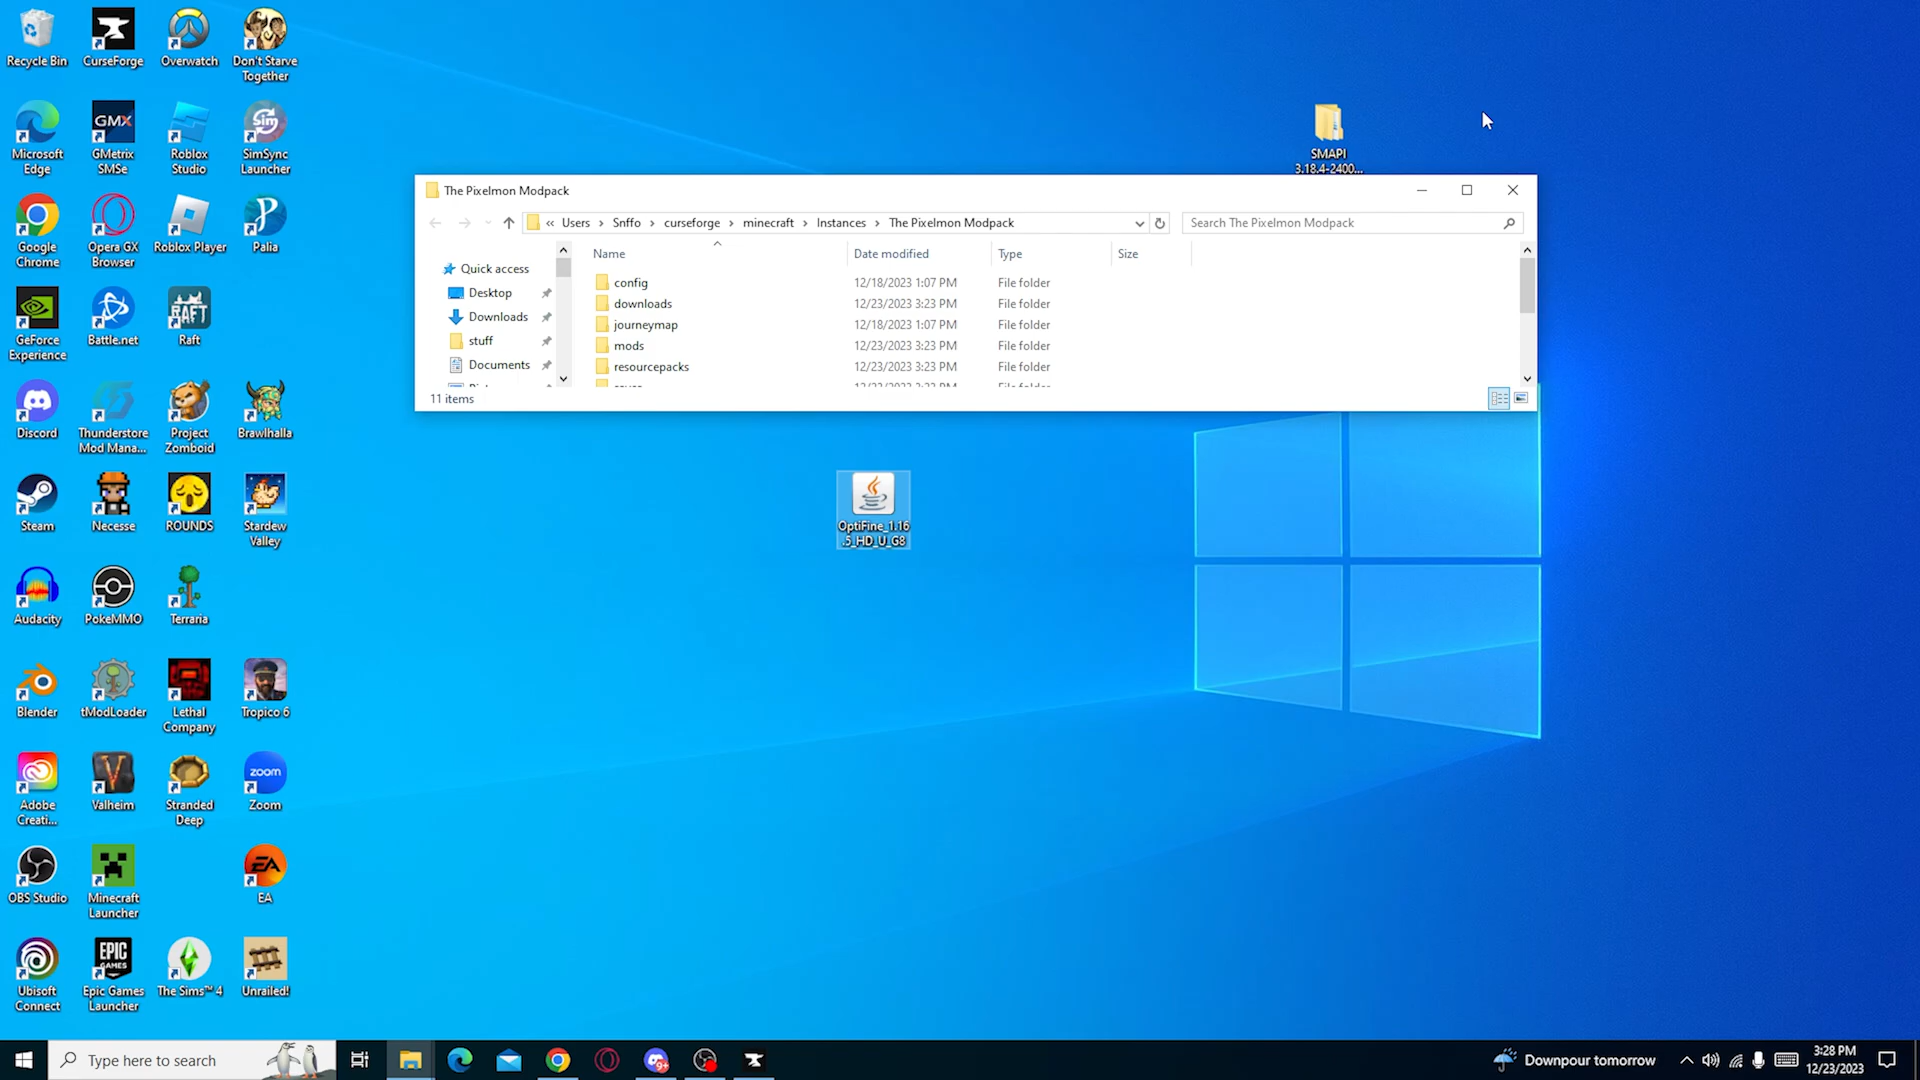 Recycle Bin
CurseForge
Overwatch
Don't Starve
Together
Microsoft
Edge
GMX
GMetrix
SMSe
Roblox
Studio
Sim
SimSync
Launcher
Google
Chrome
Opera GX
Browser
Roblox Player
Palia
GeForce
Experience
Battle.net
RAFT
Raft
Discord
Thunderstore
Mod Mana...
Project
Zomboid
Brawlhalla
Steam
Necesse
ROUNDS
Stardew
Valley
Audacity
PokeMMO
Terraria
Blender
tModLoader
Lethal
Company
Tropico 6
Adobe
Creati...
Valheim
Stranded
Deep
zoom
Zoom
OBS Studio
Minecraft
Launcher
EA
EA
Ubisoft
Connect
EPIC
GAMES
Epic Games
Launcher
The Sims™ 4
Unrailed!
SMAPI
3.18.4-2400...
The Pixelmon Modpack
« Users › Snffo › curseforge › minecraft › Instances › The Pixelmon Modpack
Search The Pixelmon Modpack
Quick access
Desktop
Downloads
stuff
Documents
Name Date modified Type Size
config 12/18/2023 1:07 PM File folder
downloads 12/23/2023 3:23 PM File folder
journeymap 12/18/2023 1:07 PM File folder
mods 12/23/2023 3:23 PM File folder
resourcepacks 12/23/2023 3:23 PM File folder
11 items
OptiFine_1.16
.5_HD_U_G8
Type here to search
9+
Downpour tomorrow
3:28 PM
12/23/2023